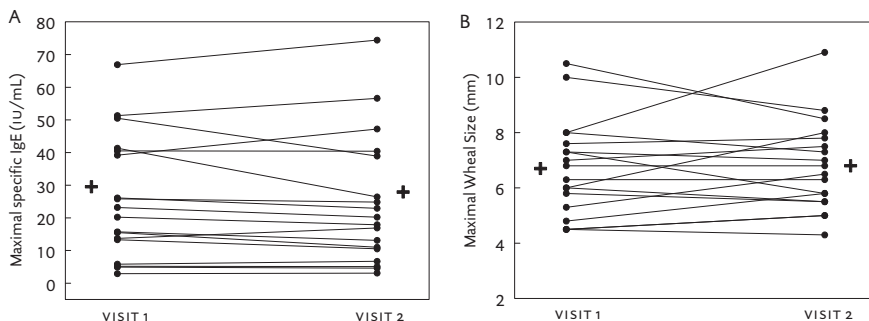 A
Maximal specific IgE (IU/mL)
80
70
60
50
40
30
20
10
0
VISIT 1 VISIT 2
B
Maximal Wheal Size (mm)
12
10
8
6
4
2
VISIT 1 VISIT 2